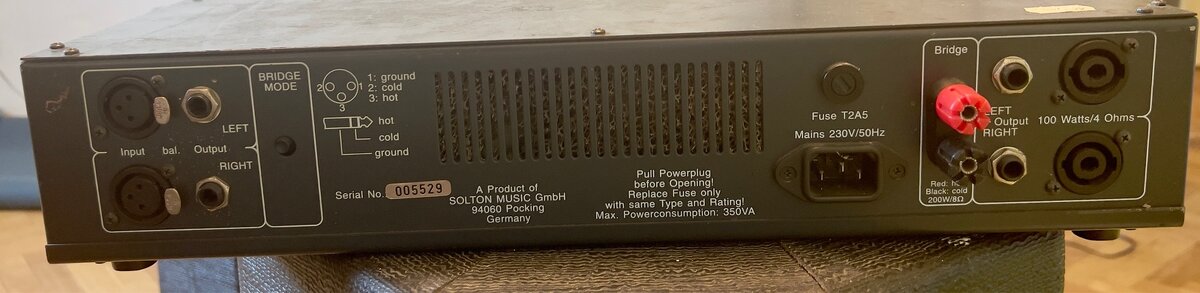 LEFT
Input bal. Output
RIGHT
BRIDGE
MODE
2 1
3
1: ground
2: cold
3: hot
hot
cold
ground
Serial No. 005529
A Product of
SOLTON MUSIC GmbH
94060 Pocking
Germany
Pull Powerplug
before Opening!
Replace Fuse only
with same Type and Rating!
Max. Powerconsumption: 350VA
Fuse T2A5
Mains 230V/50Hz
Bridge
Red:
Black: cold
200W/8Ω
LEFT
Output
RIGHT
100 Watts/4 Ohms